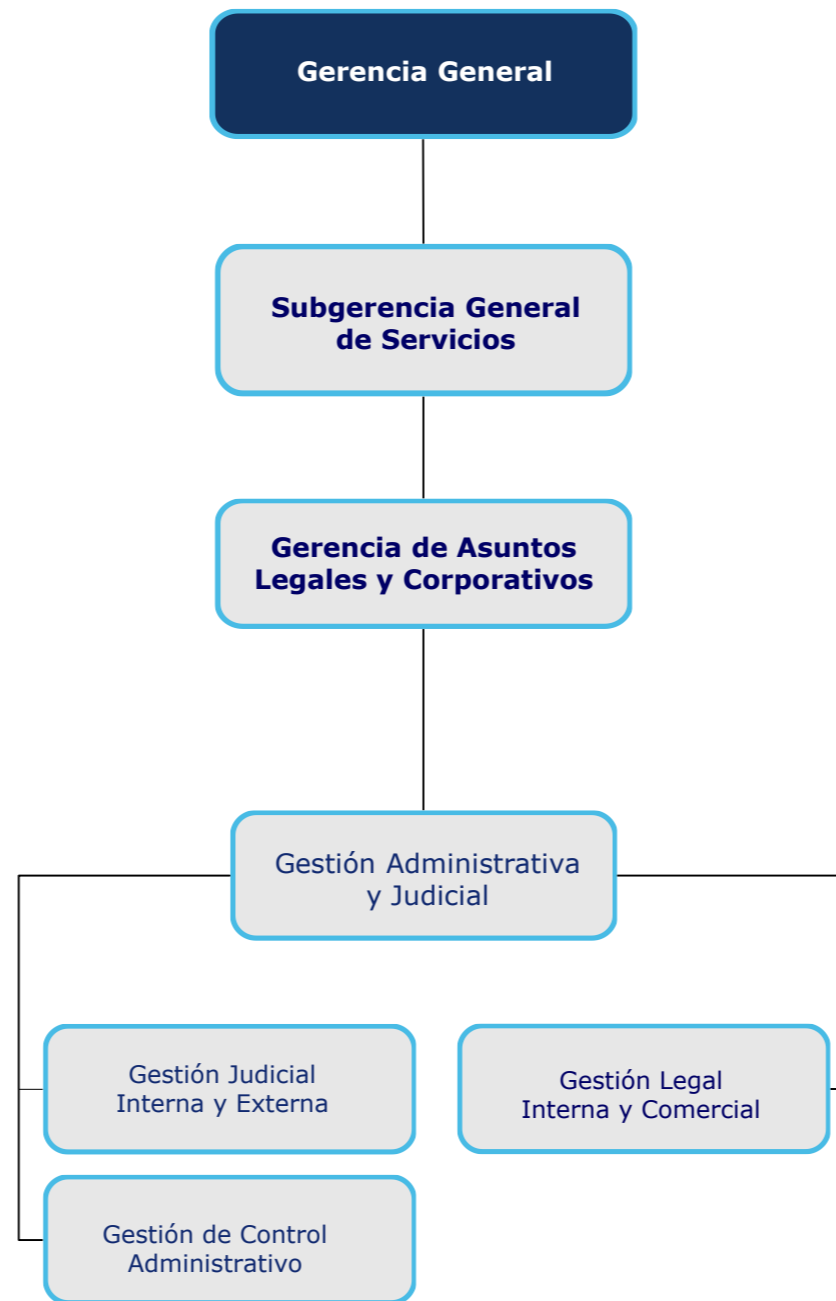 Gerencia General
Subgerencia General
de Servicios
Gerencia de Asuntos
Legales y Corporativos
Gestión Administrativa
y Judicial
Gestión Judicial
Interna y Externa
Gestión Legal
Interna y Comercial
Gestión de Control
Administrativo